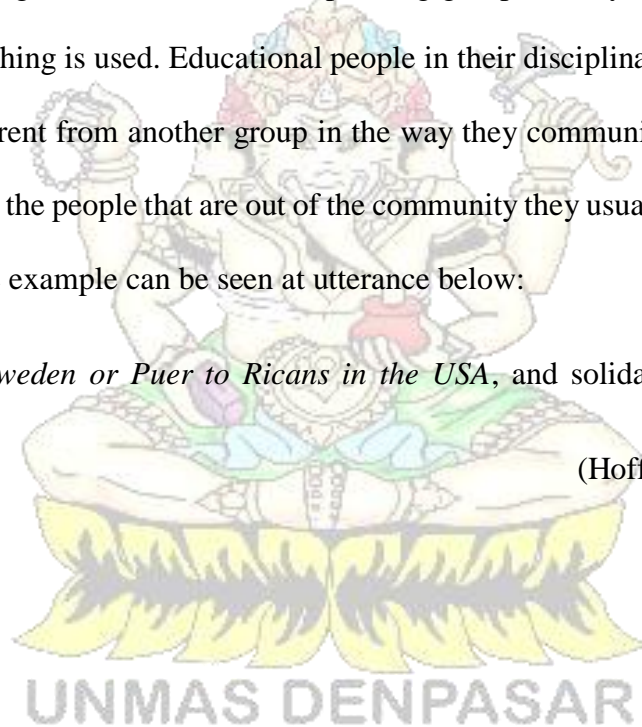 hing is used. Educational people in their disciplina
rent from another group in the way they communi
the people that are out of the community they usua
example can be seen at utterance below:
weden or Puer to Ricans in the USA, and solida
(Hoff
UNMAS DENPASAR